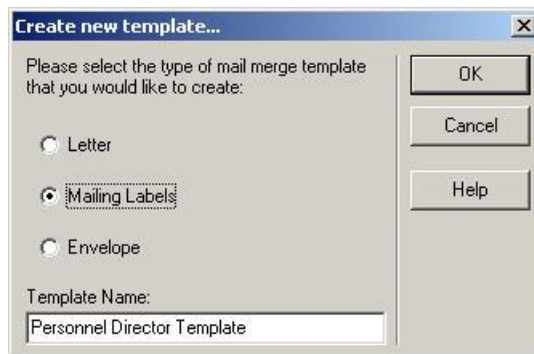 Create new template...
Please select the type of mail merge template
that you would like to create:
OK
Cancel
Letter
Mailing Labels
Help
Envelope
Template Name:
Personnel Director Template